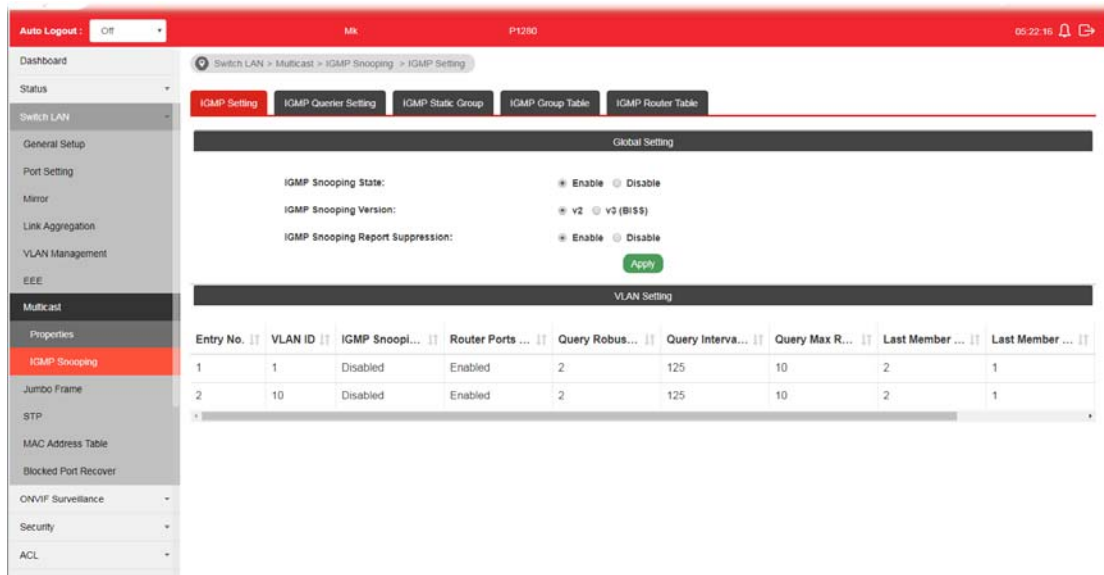 Auto Logout : Off Mk P1280 05:22:16
Dashboard
Status
Switch LAN
General Setup
Port Setting
Mirror
Link Aggregation
VLAN Management
EEE
Multicast
Properties
IGMP Snooping
Jumbo Frame
STP
MAC Address Table
Blocked Port Recover
ONVIF Surveillance
Security
ACL
Switch LAN > Multicast > IGMP Snooping > IGMP Setting
IGMP Setting IGMP Querier Setting IGMP Static Group IGMP Group Table IGMP Router Table
Global Setting
IGMP Snooping State: Enable Disable
IGMP Snooping Version: v2 v3 (BISS)
IGMP Snooping Report Suppression: Enable Disable
Apply
VLAN Setting
Entry No. VLAN ID IGMP Snoopi... Router Ports ... Query Robus... Query Interva... Query Max R... Last Member ... Last Member ...
1 1 Disabled Enabled 2 125 10 2 1
2 10 Disabled Enabled 2 125 10 2 1